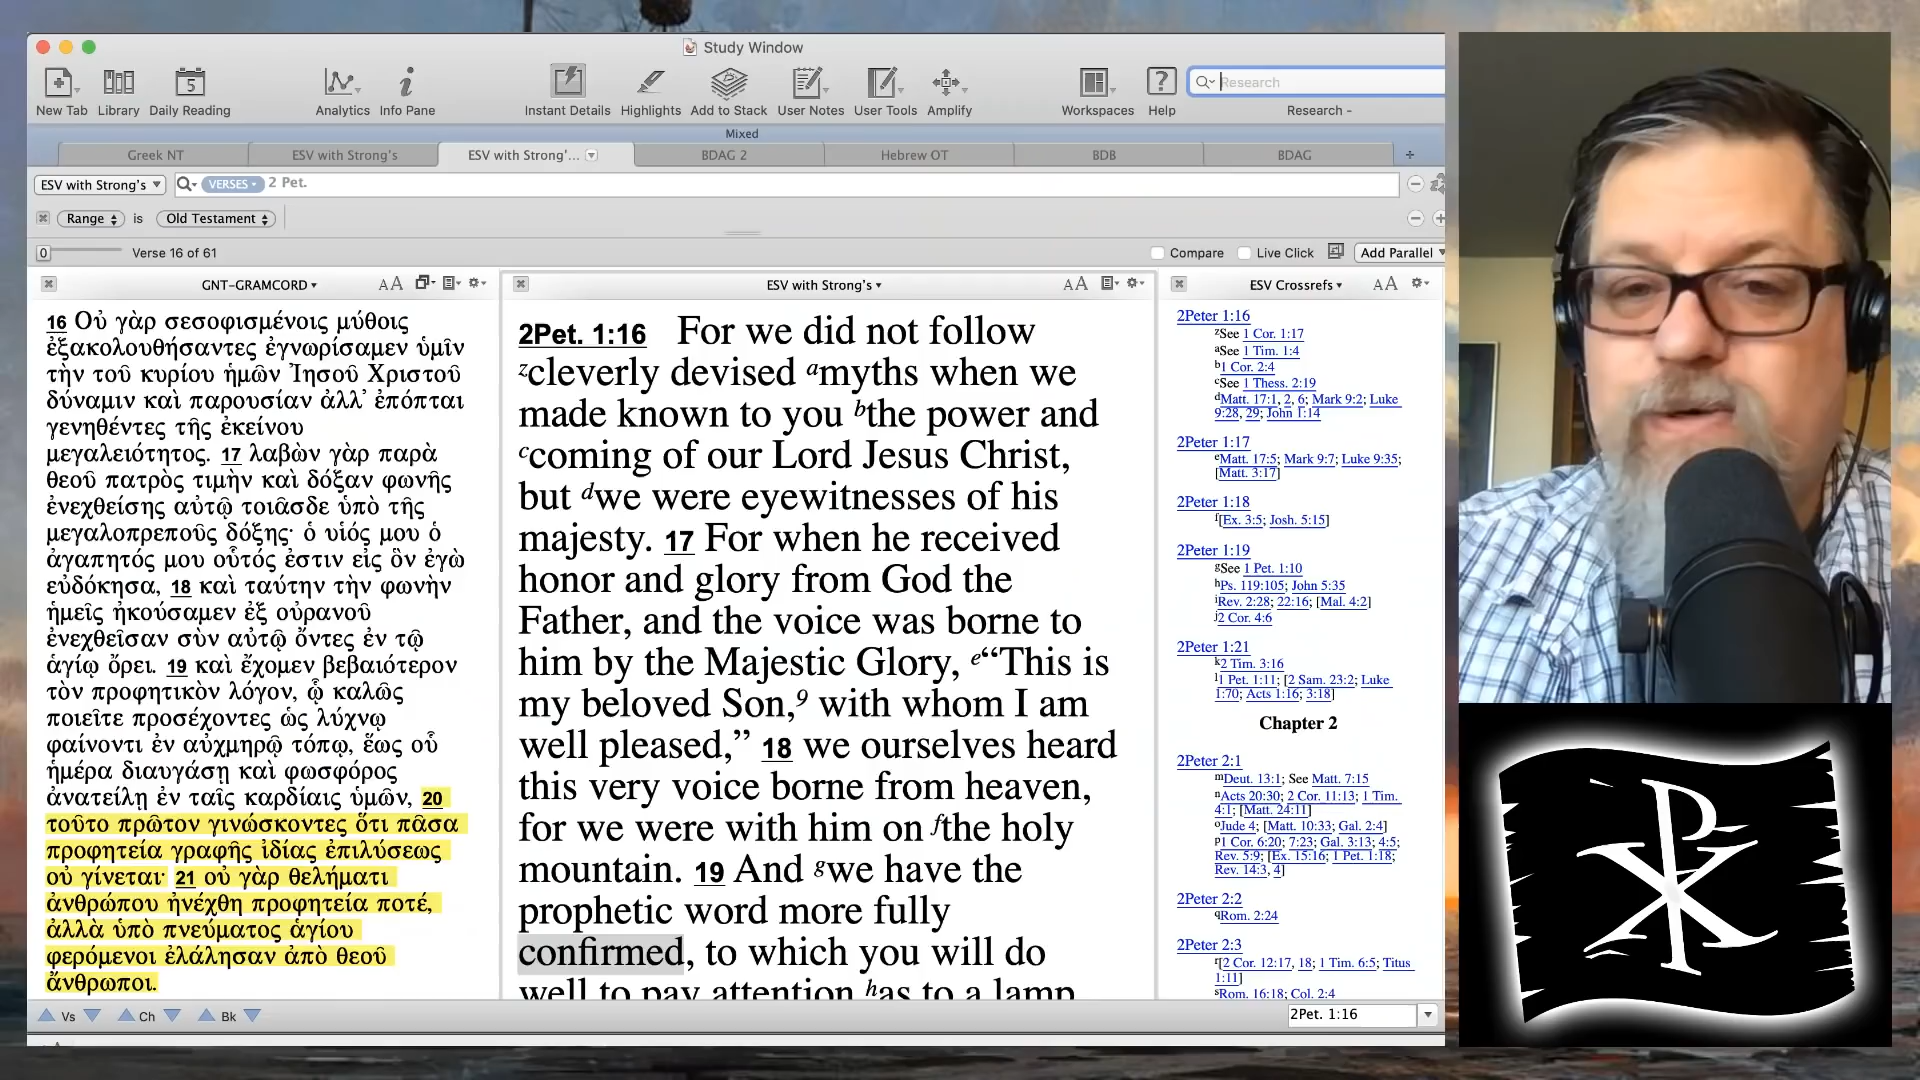 Study Window
New Tab Library Daily Reading Analytics Info Pane Instant Details Highlights Add to Stack User Notes User Tools Amplify Workspaces Help Research
5
Research
Mixed
Greek NT ESV with Strong's ESV with Strong'... BDAG 2 Hebrew OT BDB BDAG +
ESV with Strong's VERSES 2 Pet.
Range is Old Testament
0 Verse 16 of 61 Compare Live Click Add Parallel
GNT-GRAMCORD AA
16 Οὐ γὰρ σεσοφισμένοις μύθοις
ἐξακολουθήσαντες ἐγνωρίσαμεν ὑμῖν
τὴν τοῦ κυρίου ἡμῶν Ἰησοῦ Χριστοῦ
δύναμιν καὶ παρουσίαν ἀλλ’ ἐπόπται
γενηθέντες τῆς ἐκείνου
μεγαλειότητος. 17 λαβὼν γὰρ παρὰ
θεοῦ πατρὸς τιμὴν καὶ δόξαν φωνῆς
ἐνεχθείσης αὐτῷ τοιᾶσδε ὑπὸ τῆς
μεγαλοπρεποῦς δόξης· ὁ υἱός μου ὁ
ἀγαπητός μου οὗτός ἐστιν εἰς ὃν ἐγὼ
εὐδόκησα, 18 καὶ ταύτην τὴν φωνὴν
ἡμεῖς ἠκούσαμεν ἐξ οὐρανοῦ
ἐνεχθεῖσαν σὺν αὐτῷ ὄντες ἐν τῷ
ἁγίῳ ὄρει. 19 καὶ ἔχομεν βεβαιότερον
τὸν προφητικὸν λόγον, ᾧ καλῶς
ποιεῖτε προσέχοντες ὡς λύχνῳ
φαίνοντι ἐν αὐχμηρῷ τόπῳ, ἕως οὗ
ἡμέρα διαυγάσῃ καὶ φωσφόρος
ἀνατείλῃ ἐν ταῖς καρδίαις ὑμῶν, 20
τοῦτο πρῶτον γινώσκοντες ὅτι πᾶσα
προφητεία γραφῆς ἰδίας ἐπιλύσεως
οὐ γίνεται· 21 οὐ γὰρ θελήματι
ἀνθρώπου ἠνέχθη προφητεία ποτέ,
ἀλλὰ ὑπὸ πνεύματος ἁγίου
φερόμενοι ἐλάλησαν ἀπὸ θεοῦ
ἄνθρωποι.
ESV with Strong's AA
2Pet. 1:16 For we did not follow
zcleverly devised amyths when we
made known to you bthe power and
ccoming of our Lord Jesus Christ,
but dwe were eyewitnesses of his
majesty. 17 For when he received
honor and glory from God the
Father, and the voice was borne to
him by the Majestic Glory, e“This is
my beloved Son,9 with whom I am
well pleased,” 18 we ourselves heard
this very voice borne from heaven,
for we were with him on fthe holy
mountain. 19 And gwe have the
prophetic word more fully
confirmed, to which you will do
well to pay attention has to a lamp
ESV Crossrefs AA
2Peter 1:16
zSee 1 Cor. 1:17
aSee 1 Tim. 1:4
b1 Cor. 2:4
cSee 1 Thess. 2:19
dMatt. 17:1, 2, 6; Mark 9:2; Luke
9:28, 29; John 1:14
2Peter 1:17
eMatt. 17:5; Mark 9:7; Luke 9:35;
[Matt. 3:17]
2Peter 1:18
f[Ex. 3:5; Josh. 5:15]
2Peter 1:19
gSee 1 Pet. 1:10
hPs. 119:105; John 5:35
iRev. 2:28; 22:16; [Mal. 4:2]
j2 Cor. 4:6
2Peter 1:21
k2 Tim. 3:16
l1 Pet. 1:11; [2 Sam. 23:2; Luke
1:70; Acts 1:16; 3:18]
Chapter 2
2Peter 2:1
mDeut. 13:1; See Matt. 7:15
nActs 20:30; 2 Cor. 11:13; 1 Tim.
4:1; [Matt. 24:11]
oJude 4; [Matt. 10:33; Gal. 2:4]
p1 Cor. 6:20; 7:23; Gal. 3:13; 4:5;
Rev. 5:9; [Ex. 15:16; 1 Pet. 1:18;
Rev. 14:3, 4]
2Peter 2:2
qRom. 2:24
2Peter 2:3
r[2 Cor. 12:17, 18; 1 Tim. 6:5; Titus
1:11]
sRom. 16:18; Col. 2:4
Vs Ch Bk 2Pet. 1:16